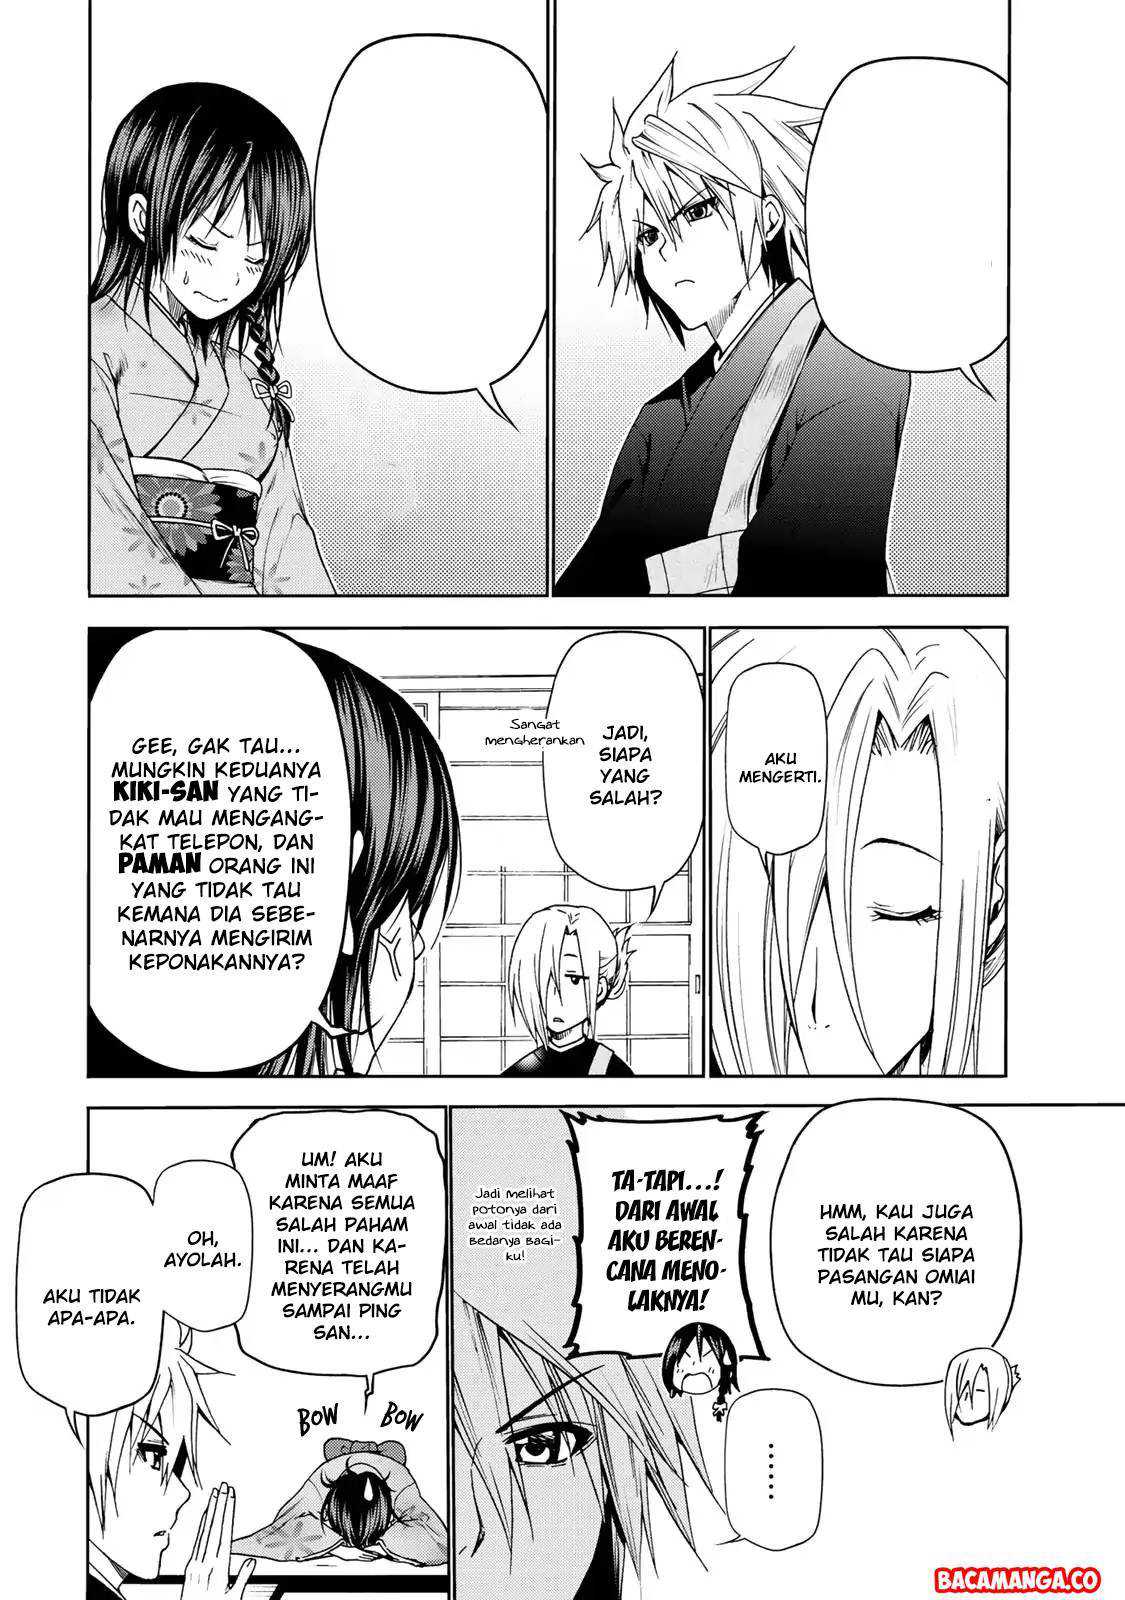 AKU
MENGERTI.
JADI,
SIAPA
YANG
SALAH?
Sangat
mengherankan
GEE, GAK TAU...
MUNGKIN KEDUANYA
KIKI-SAN YANG TI-
DAK MAU MENGANG-
KAT TELEPON, DAN
PAMAN ORANG INI
YANG TIDAK TAU
KEMANA DIA SEBE-
NARNYA MENGIRIM
KEPONAKANNYA?
HMM, KAU JUGA
SALAH KARENA
TIDAK TAU SIAPA
PASANGAN OMIAI
MU, KAN?
TA-TAPI...!
DARI AWAL
AKU BEREN-
CANA MENO-
LAKNYA!
......
Jadi melihat
potonya dari
awal tidak ada
Bedanya BAGI-
KU!
UM! AKU
MINTA MAAF
KARENA SEMUA
SALAH PAHAM
INI... DAN KA-
RENA TELAH
MENYERANGMU
SAMPAI PING
SAN...
BOW BOW
OH,
AYOLAH.
AKU TIDAK
APA-APA.
BACAMANGA.CO